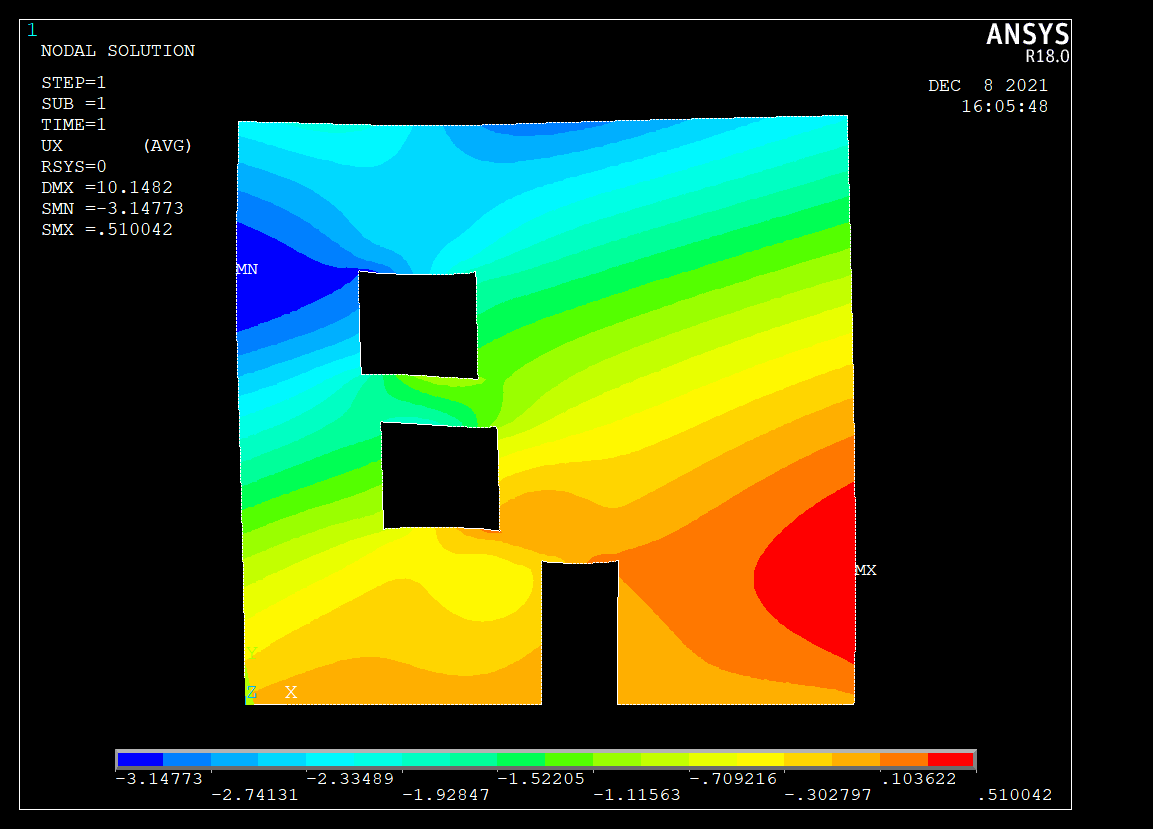 1
ANSYS
R18.0
NODAL SOLUTION
STEP=1
SUB =1
TIME=1
UX (AVG)
RSYS=0
DMX =10.1482
SMN =-3.14773
SMX =.510042
DEC 8 2021
16:05:48
MN
MX
Y
Z X
-3.14773 -2.33489 -1.52205 -.709216 .103622
-2.74131 -1.92847 -1.11563 -.302797 .510042